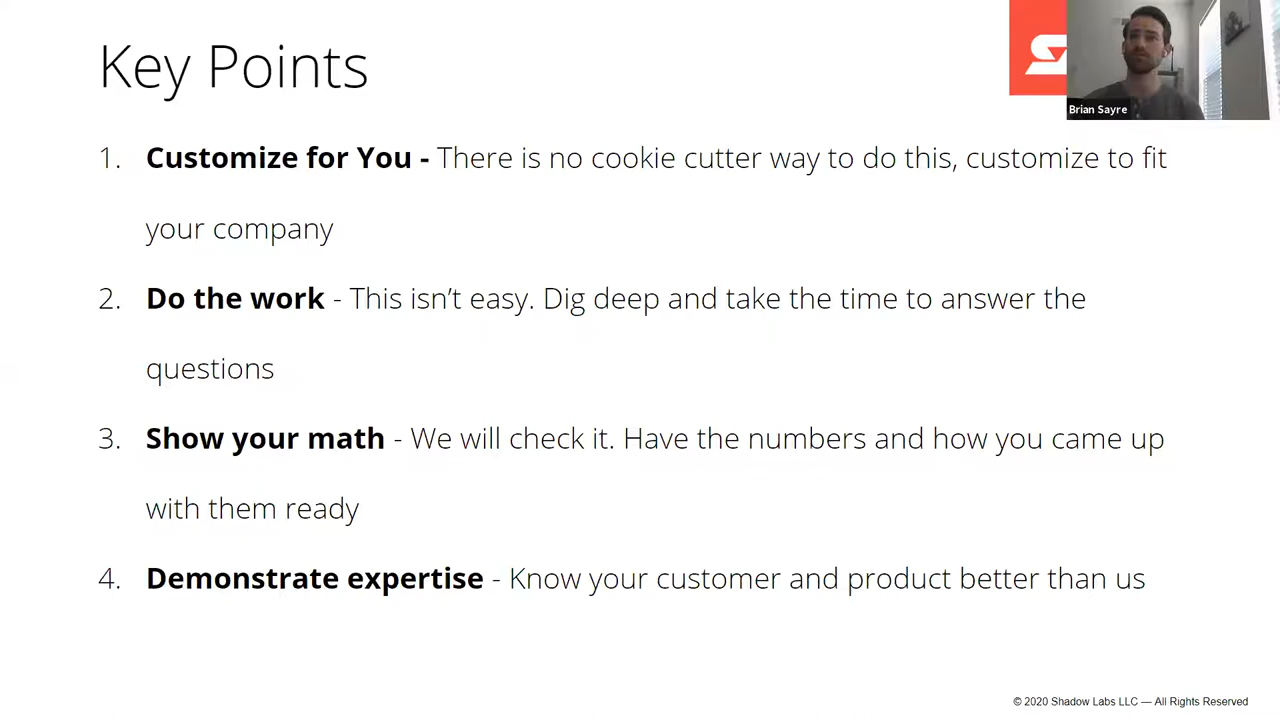 Key Points
Brian Sayre
1. Customize for You - There is no cookie cutter way to do this, customize to fit
your company
2. Do the work - This isn’t easy. Dig deep and take the time to answer the
questions
3. Show your math - We will check it. Have the numbers and how you came up
with them ready
4. Demonstrate expertise - Know your customer and product better than us
© 2020 Shadow Labs LLC — All Rights Reserved